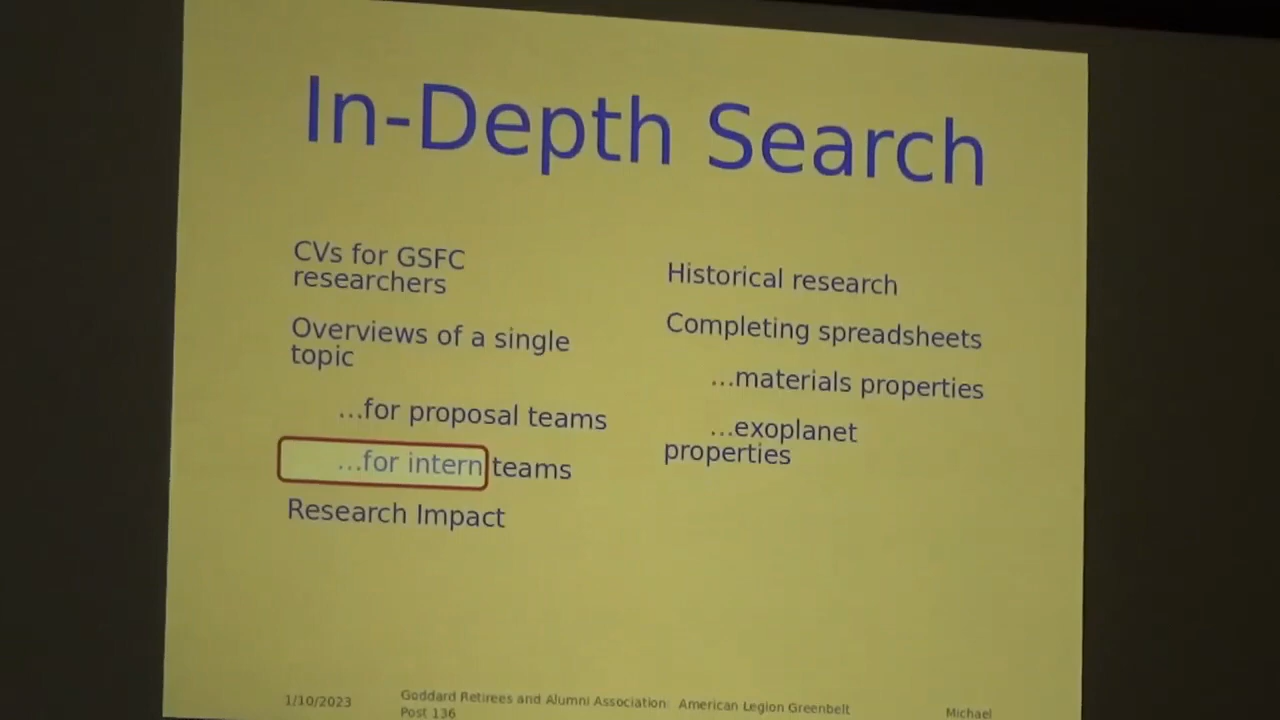 In-Depth Search
CVs for GSFC
researchers
Overviews of a single
topic
...for proposal teams
...for intern teams
Research Impact
Historical research
Completing spreadsheets
...materials properties
...exoplanet
properties
1/10/2023
Goddard Retirees and Alumni Association American Legion Greenbelt
Post 136
Michael